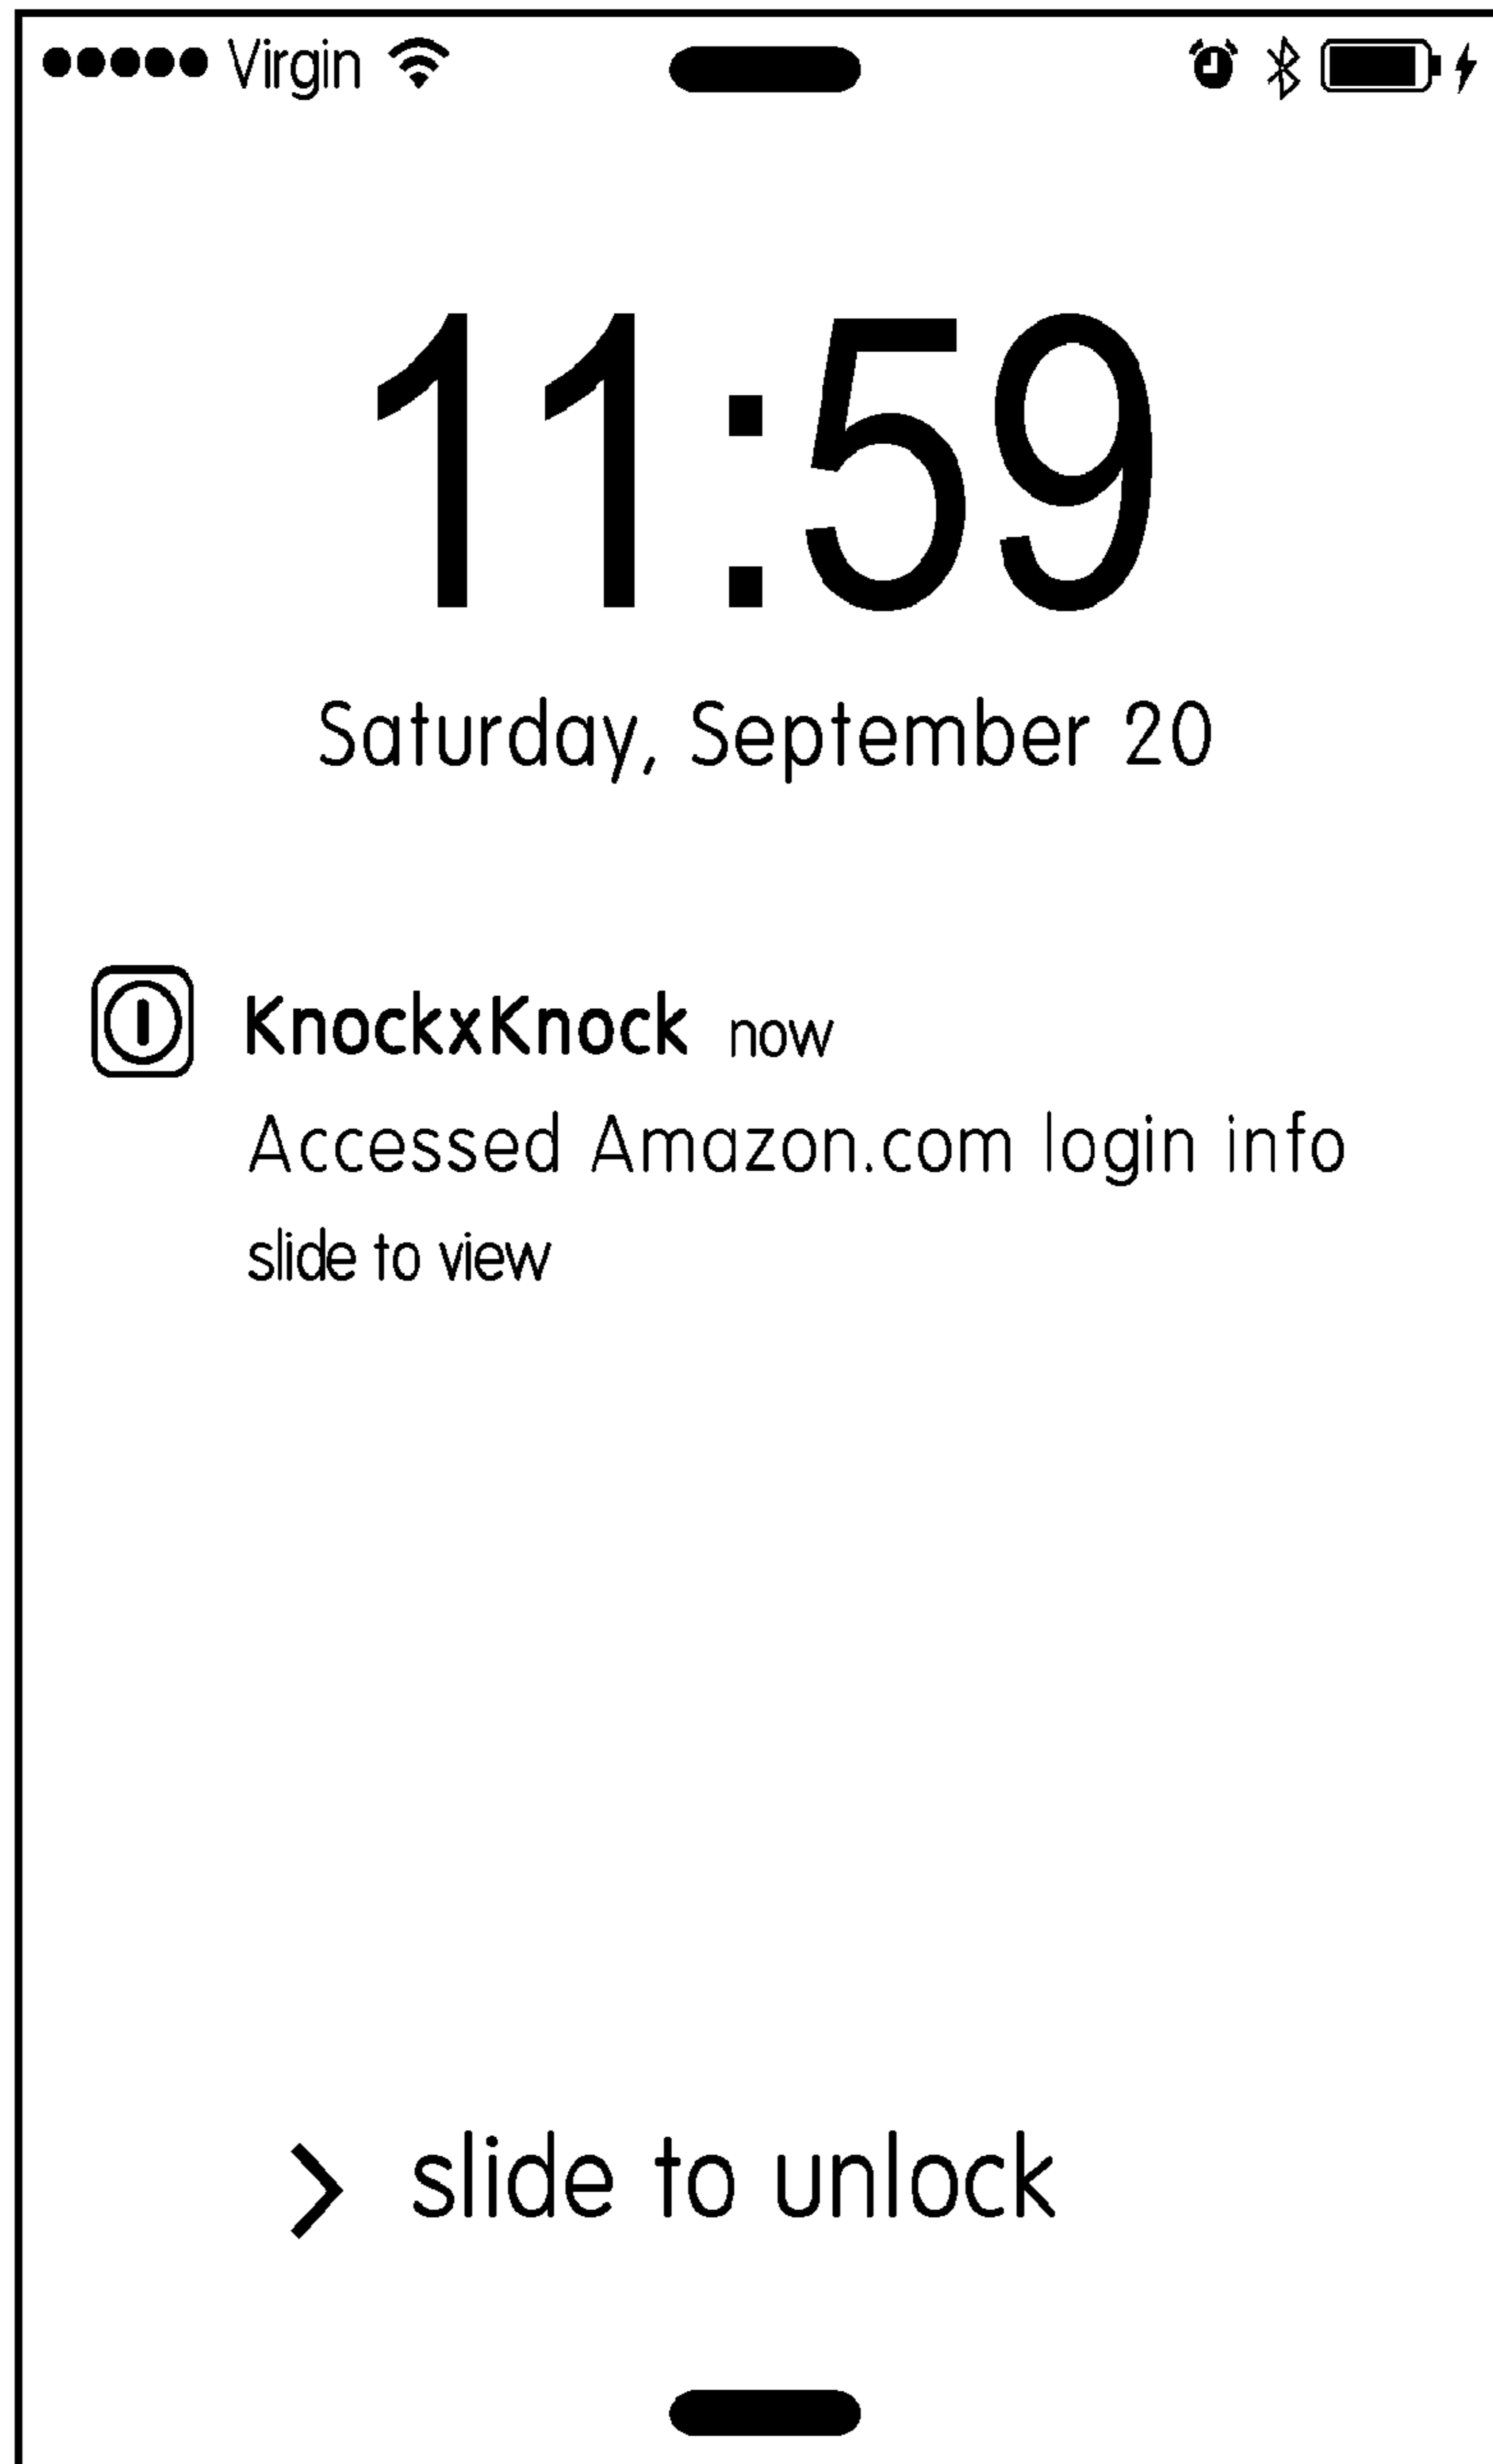 Virgin
11:59
Saturday, September 20
KnockxKnock now
Accessed Amazon.com login info
slide to view
slide to unlock